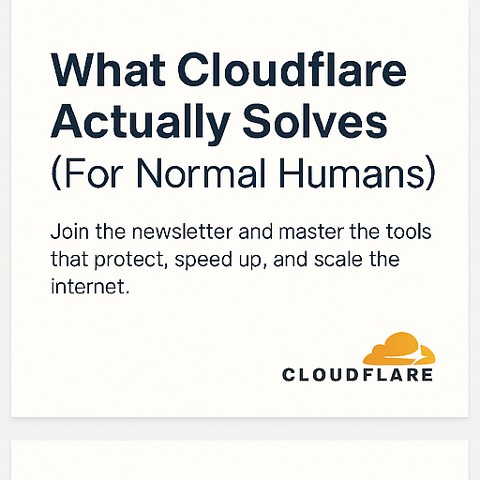 What Cloudflare
Actually Solves
(For Normal Humans)
Join the newsletter and master the tools
that protect, speed up, and scale the
internet.
CLOUDFLARE